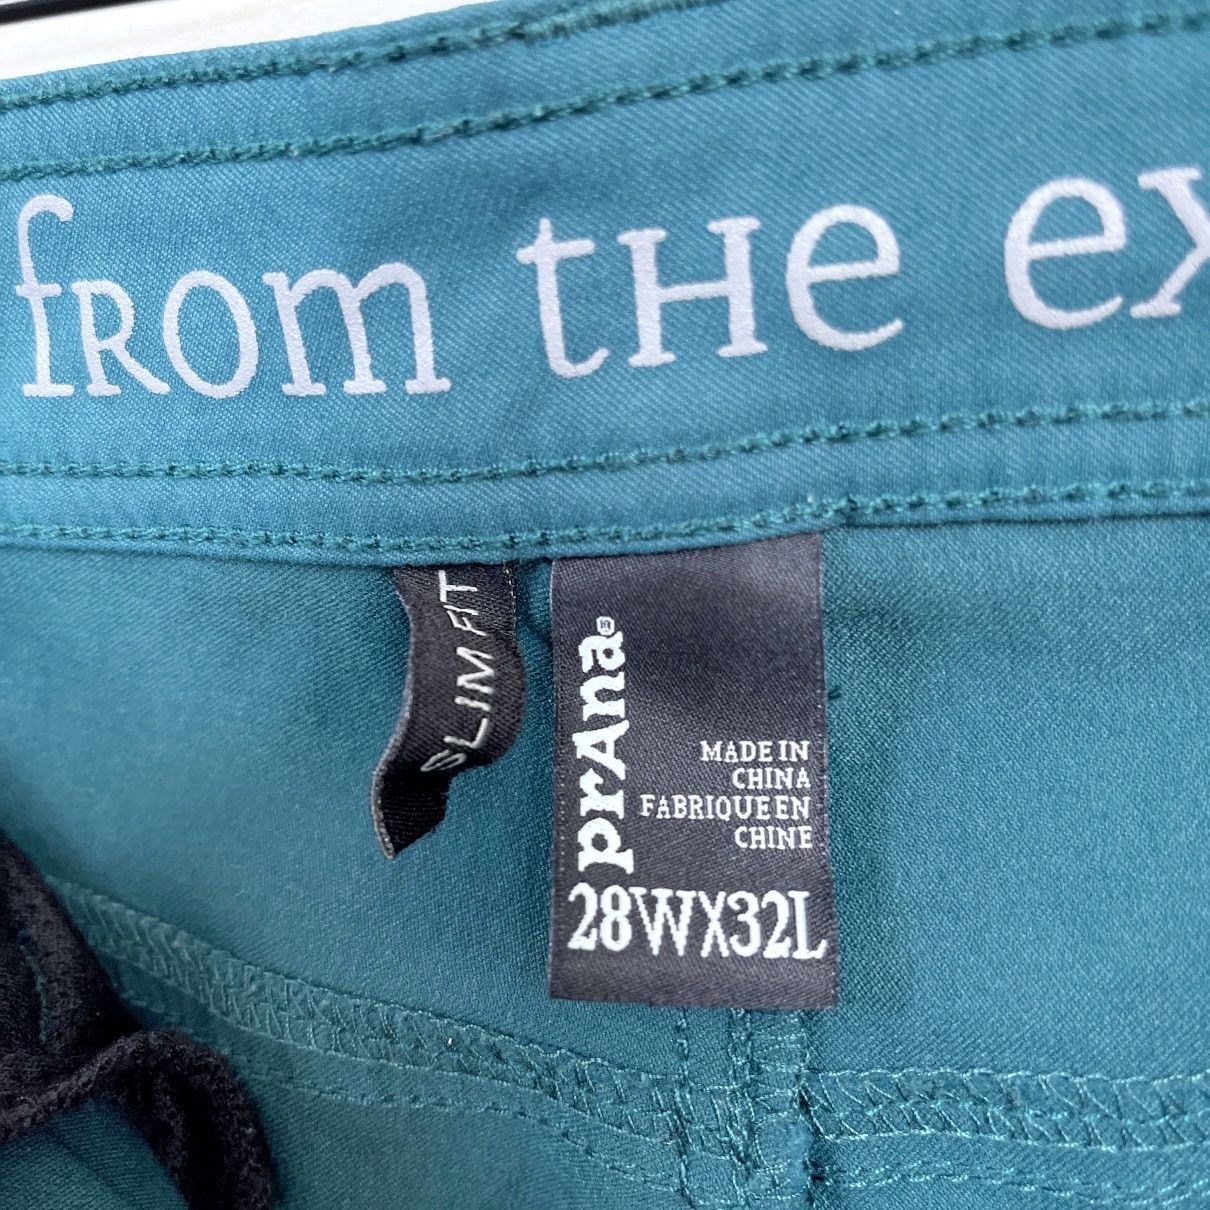 from THe ex
SLIM FIT
prAna®
MADE IN
CHINA
FABRIQUE EN
CHINE
28WX32L